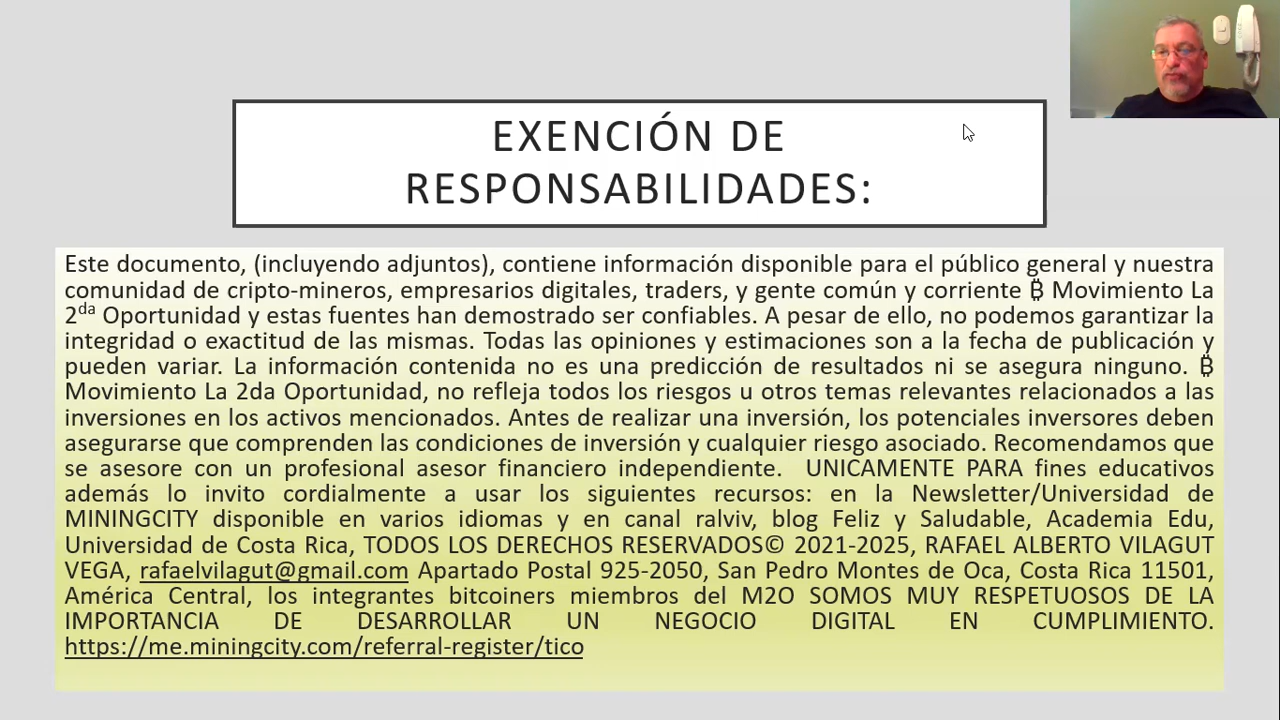 EXENCIÓN DE
RESPONSABILIDADES:
Este documento, (incluyendo adjuntos), contiene información disponible para el público general y nuestra
comunidad de cripto-mineros, empresarios digitales, traders, y gente común y corriente ₿ Movimiento La
2da Oportunidad y estas fuentes han demostrado ser confiables. A pesar de ello, no podemos garantizar la
integridad o exactitud de las mismas. Todas las opiniones y estimaciones son a la fecha de publicación y
pueden variar. La información contenida no es una predicción de resultados ni se asegura ninguno. ₿
Movimiento La 2da Oportunidad, no refleja todos los riesgos u otros temas relevantes relacionados a las
inversiones en los activos mencionados. Antes de realizar una inversión, los potenciales inversores deben
asegurarse que comprenden las condiciones de inversión y cualquier riesgo asociado. Recomendamos que
se asesore con un profesional asesor financiero independiente. UNICAMENTE PARA fines educativos
además lo invito cordialmente a usar los siguientes recursos: en la Newsletter/Universidad de
MININGCITY disponible en varios idiomas y en canal ralviv, blog Feliz y Saludable, Academia Edu,
Universidad de Costa Rica, TODOS LOS DERECHOS RESERVADOS© 2021-2025, RAFAEL ALBERTO VILAGUT
VEGA, rafaelvilagut@gmail.com Apartado Postal 925-2050, San Pedro Montes de Oca, Costa Rica 11501,
América Central, los integrantes bitcoiners miembros del M2O SOMOS MUY RESPETUOSOS DE LA
IMPORTANCIA DE DESARROLLAR UN NEGOCIO DIGITAL EN CUMPLIMIENTO.
https://me.miningcity.com/referral-register/tico